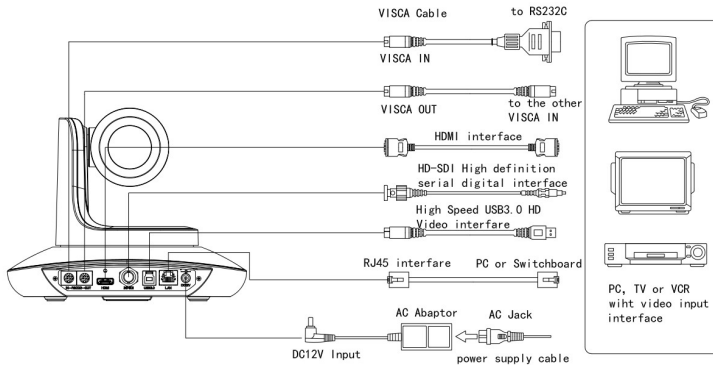 VISCA Cable
to RS232C
VISCA IN
VISCA OUT
to the other
VISCA IN
HDMI interface
HD-SDI High definition
serial digital interface
High Speed USB3.0 HD
Video interfare
RJ45 interfare
PC or Switchboard
AC Abaptor
AC Jack
DC12V Input
power supply cable
PC, TV or VCR
wiht video input
interface
HDMI
LAN